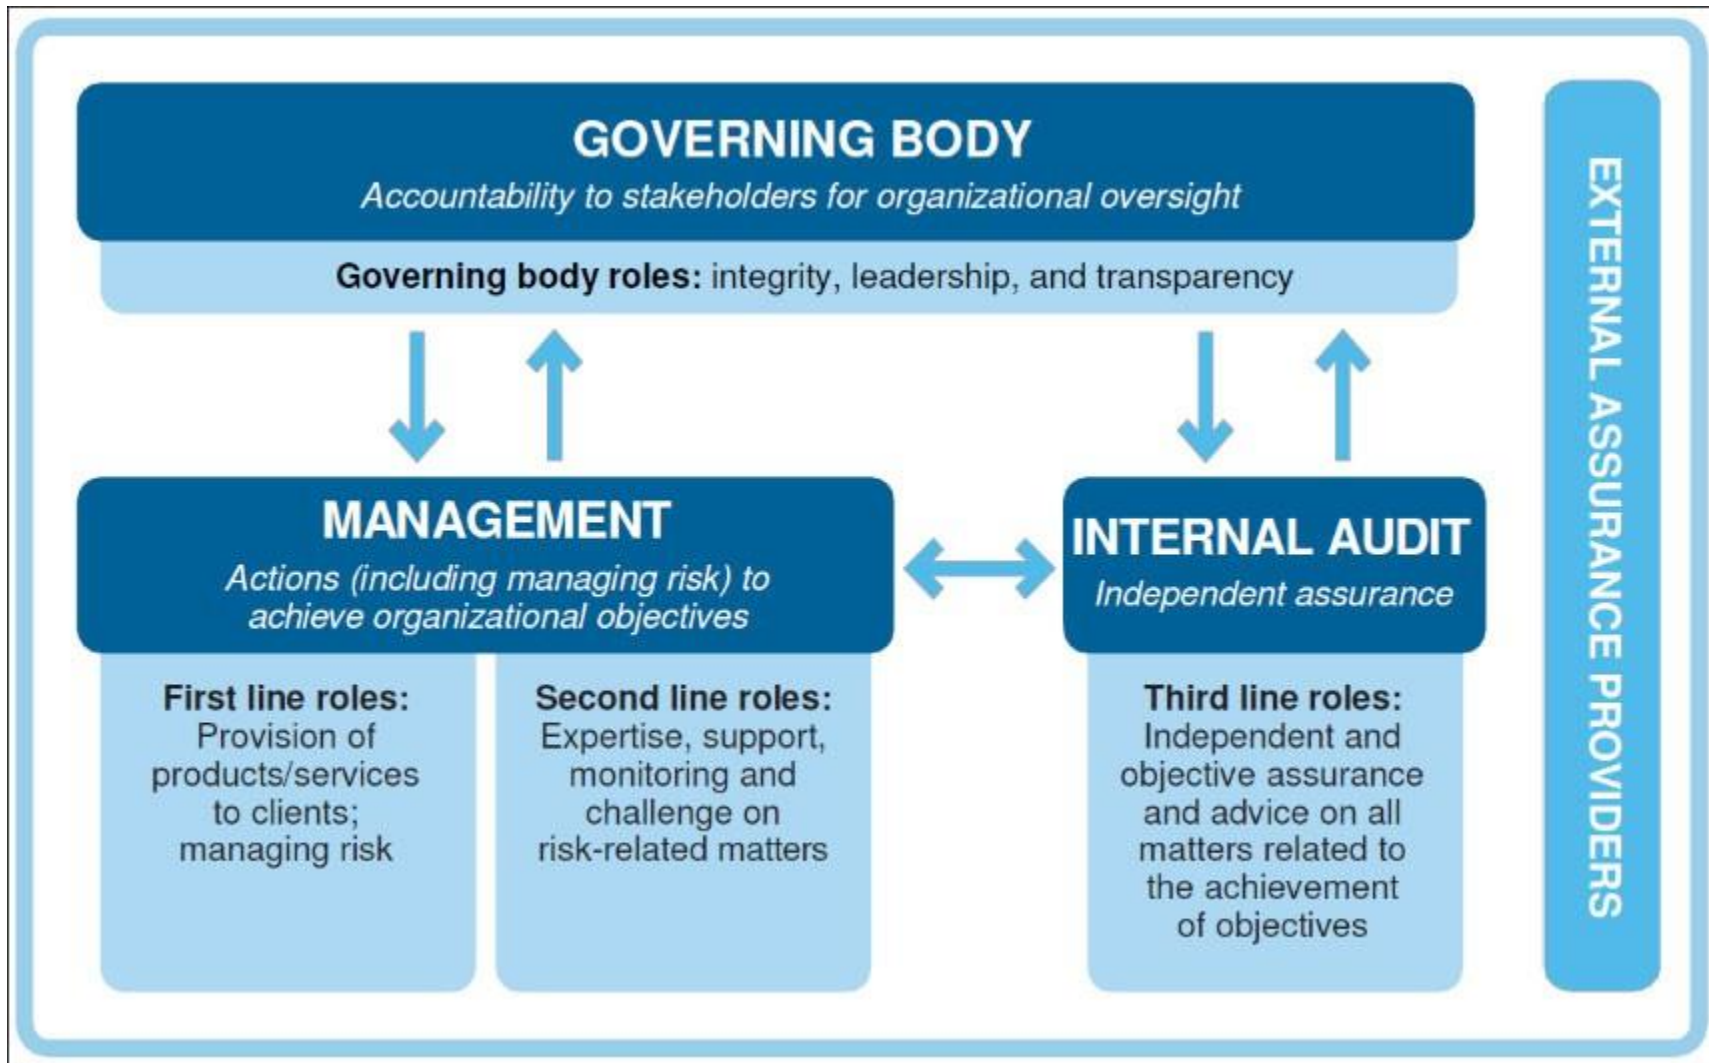 GOVERNING BODY
Accountability to stakeholders for organizational oversight
Governing body roles: integrity, leadership, and transparency
MANAGEMENT
Actions (including managing risk) to
achieve organizational objectives
First line roles:
Provision of
products/services
to clients;
managing risk
Second line roles:
Expertise, support,
monitoring and
challenge on
risk-related matters
INTERNAL AUDIT
Independent assurance
Third line roles:
Independent and
objective assurance
and advice on all
matters related to
the achievement
of objectives
EXTERNAL ASSURANCE PROVIDERS